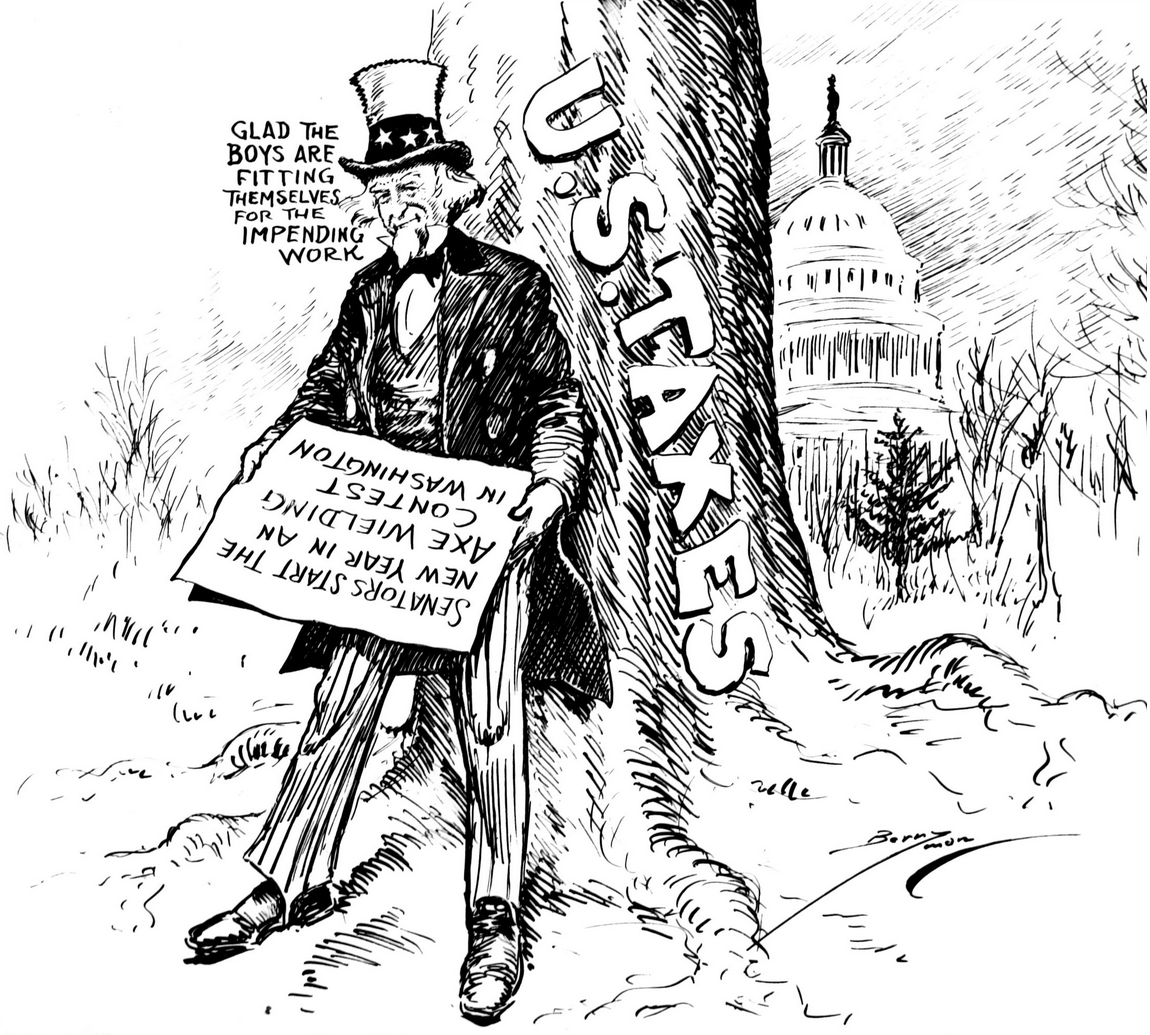 GLAD THE
BOYS ARE
FITTING
THEMSELVES
FOR THE
IMPENDING
WORK
U.S. TAXES
SENATORS START THE
NEW YEAR IN AN
AXE WIELDING
CONTEST
IN WASHINGTON
Berryman